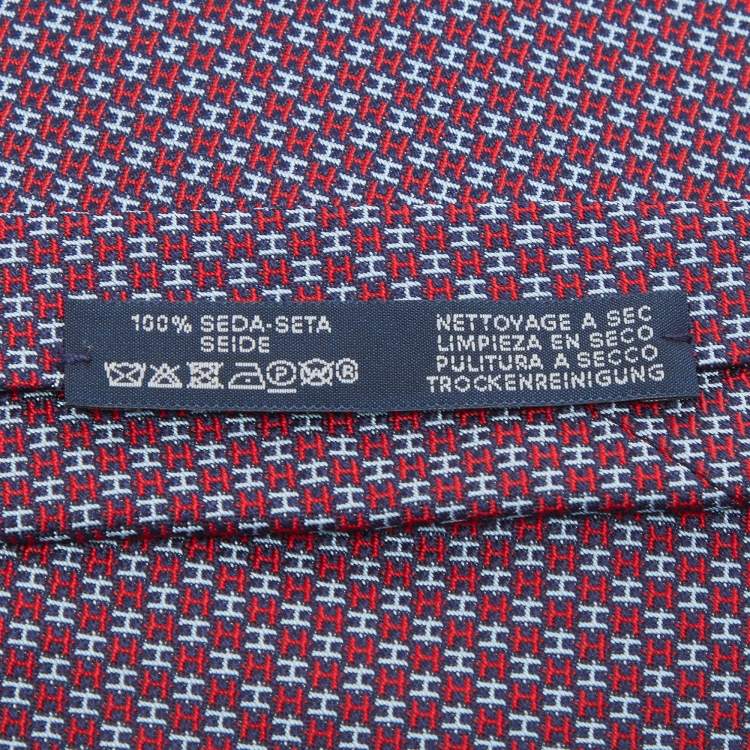 100% SEDA-SETA
SEIDE
NETTOYAGE A SEC
LIMPIEZA EN SECO
PULITURA A SECCO
TROCKENREINIGUNG